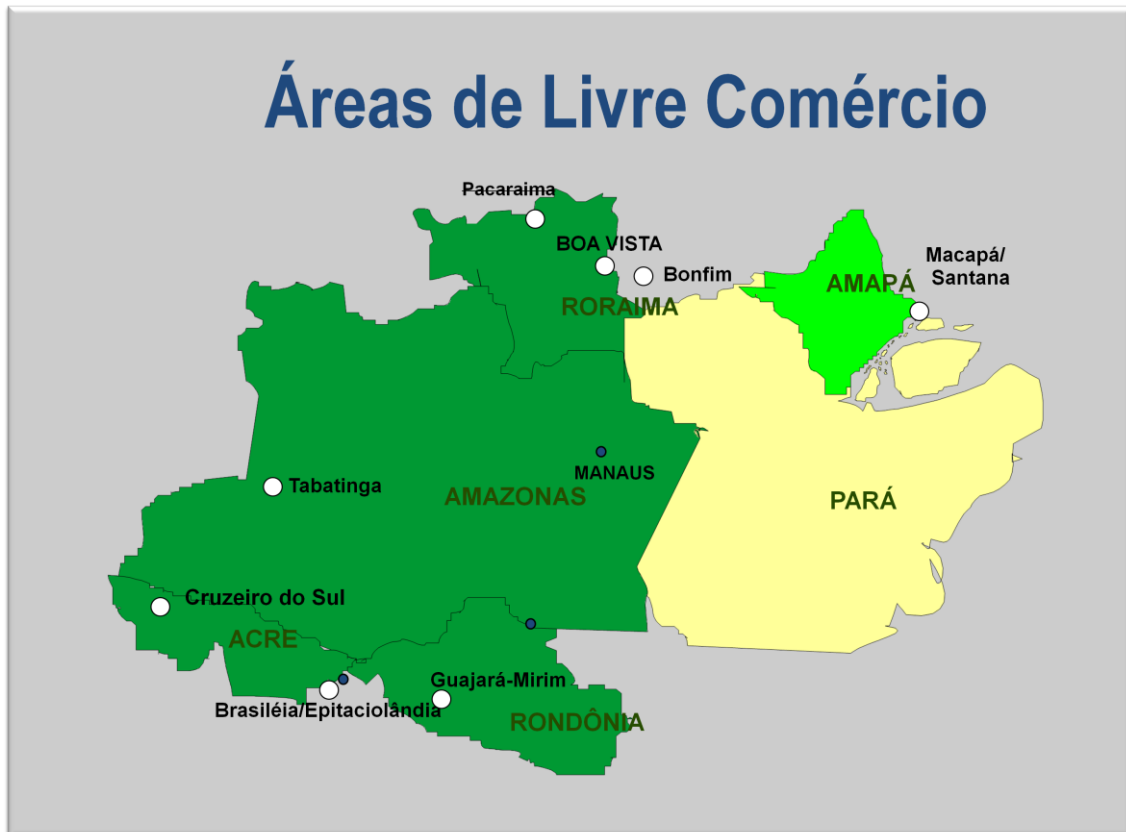 Áreas de Livre Comércio
Pacaraima
BOA VISTA
Bonfim
RORAIMA
AMAPÁ
Macapá/
Santana
MANAUS
Tabatinga
AMAZONAS
PARÁ
Cruzeiro do Sul
ACRE
Guajará-Mirim
Brasiléia/Epitaciolândia
RONDÔNIA